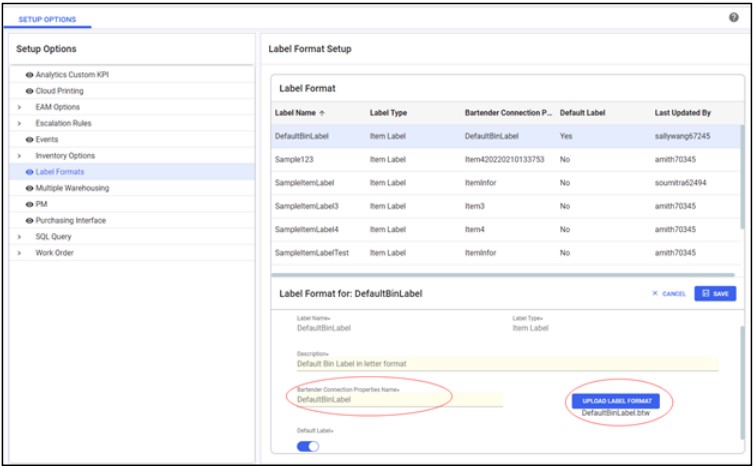 SETUP OPTIONS
Setup Options
Analytics Custom KPI
Cloud Printing
EAM Options
Escalation Rules
Events
Inventory Options
Label Formats
Multiple Warehousing
PM
Purchasing Interface
SQL Query
Work Order
Label Format Setup
Label Format
Label Name ↑ Label Type Bartender Connection P... Default Label Last Updated By
DefaultBinLabel Item Label DefaultBinLabel Yes sallywang67245
Sample123 Item Label Item420220210133753 No amith70345
SampleItemLabel Item Label ItemInfor No soumitra62494
SampleItemLabel3 Item Label Item3 No amith70345
SampleItemLabel4 Item Label Item4 No amith70345
SampleItemLabelTest Item Label ItemInfor No amith70345
Label Format for: DefaultBinLabel × CANCEL SAVE
Label Name* Label Type*
DefaultBinLabel Item Label
Description*
Default Bin Label in letter format
Bartender Connection Properties Name*
DefaultBinLabel UPLOAD LABEL FORMAT
DefaultBinLabel.btw
Default Label*